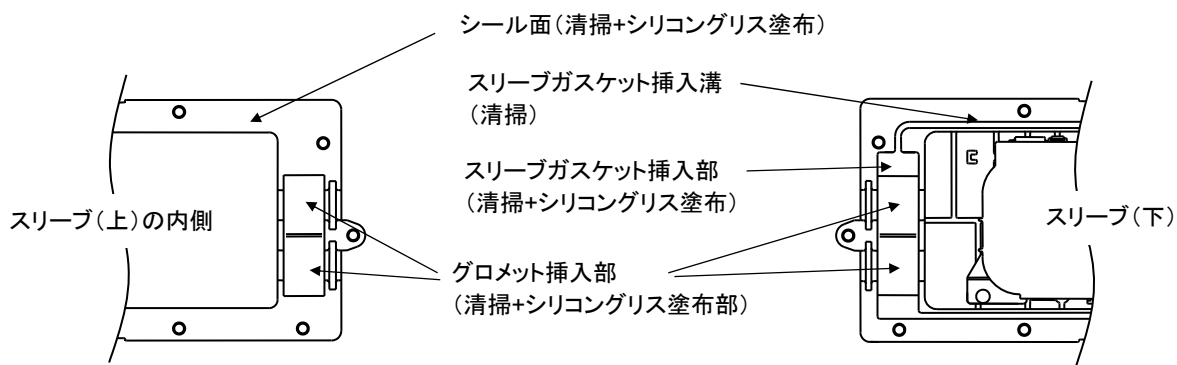 シール面（清掃+シリコングリス塗布）
スリーブガスケット挿入溝
（清掃）
スリーブガスケット挿入部
（清掃+シリコングリス塗布）
スリーブ（上）の内側
スリーブ（下）
グロメット挿入部
（清掃+シリコングリス塗布部）